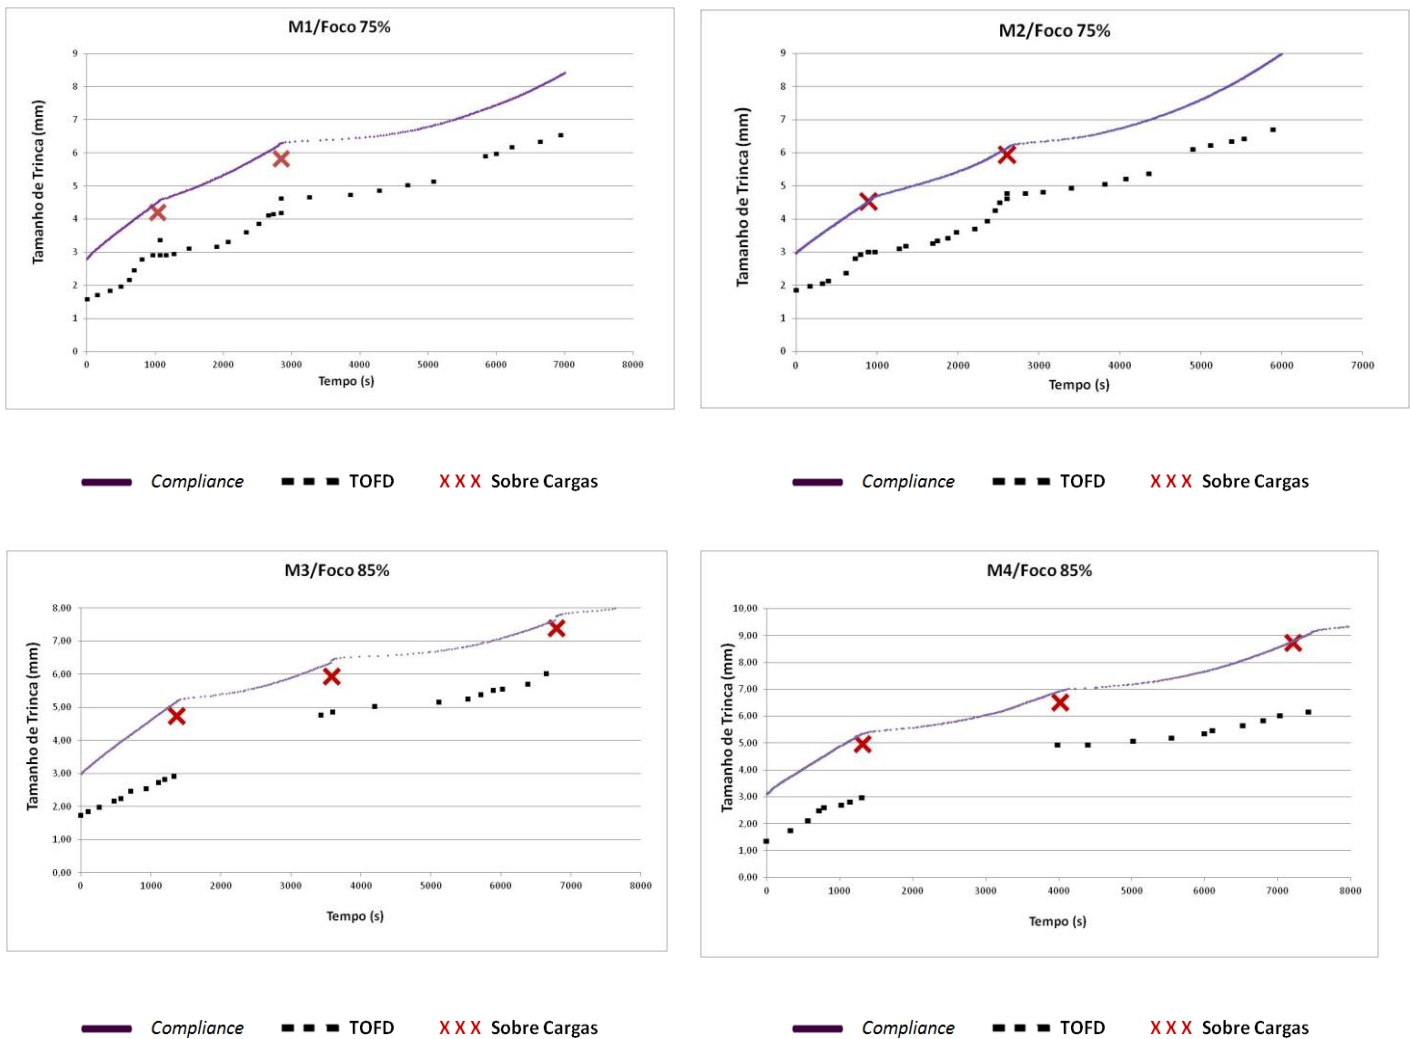 M1/Foco 75%
Tamanho de Trinca (mm)
9
8
7
6
5
4
3
2
1
0
0 1000 2000 3000 4000 5000 6000 7000 8000
Tempo (s)
M2/Foco 75%
Tamanho de Trinca (mm)
9
8
7
6
5
4
3
2
1
0
0 1000 2000 3000 4000 5000 6000 7000
Tempo (s)
Compliance TOFD X X X Sobre Cargas
Compliance TOFD X X X Sobre Cargas
M3/Foco 85%
Tamanho de Trinca (mm)
8,00
7,00
6,00
5,00
4,00
3,00
2,00
1,00
0,00
0 1000 2000 3000 4000 5000 6000 7000 8000
Tempo (s)
M4/Foco 85%
Tamanho de Trinca (mm)
10,00
9,00
8,00
7,00
6,00
5,00
4,00
3,00
2,00
1,00
0,00
0 1000 2000 3000 4000 5000 6000 7000 8000
Tempo (s)
Compliance TOFD X X X Sobre Cargas
Compliance TOFD X X X Sobre Cargas